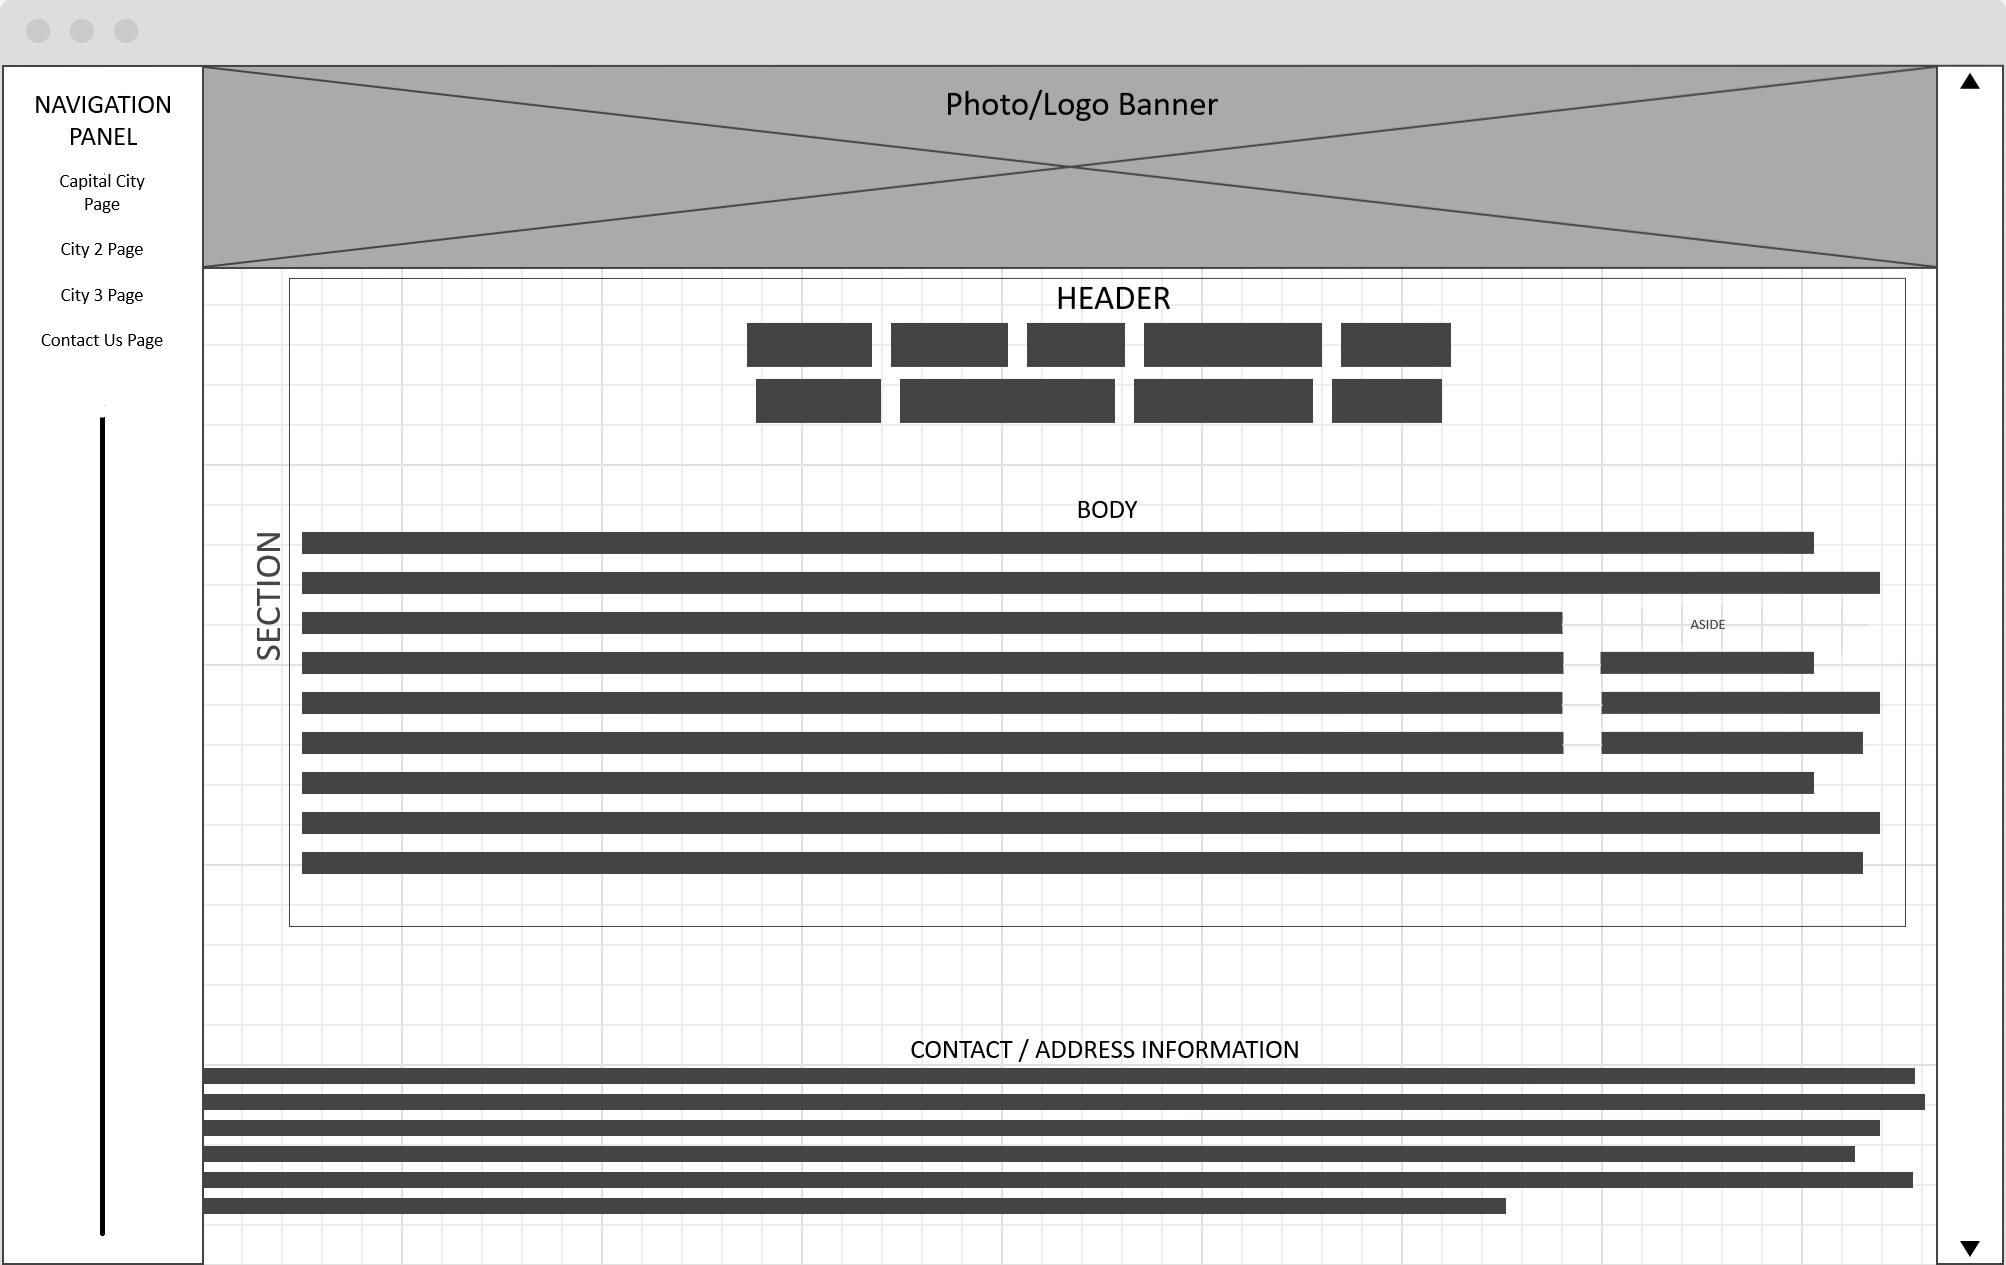 NAVIGATION
PANEL
Capital City
Page
City 2 Page
City 3 Page
Contact Us Page
Photo/Logo Banner
HEADER
BODY
SECTION
ASIDE
CONTACT / ADDRESS INFORMATION